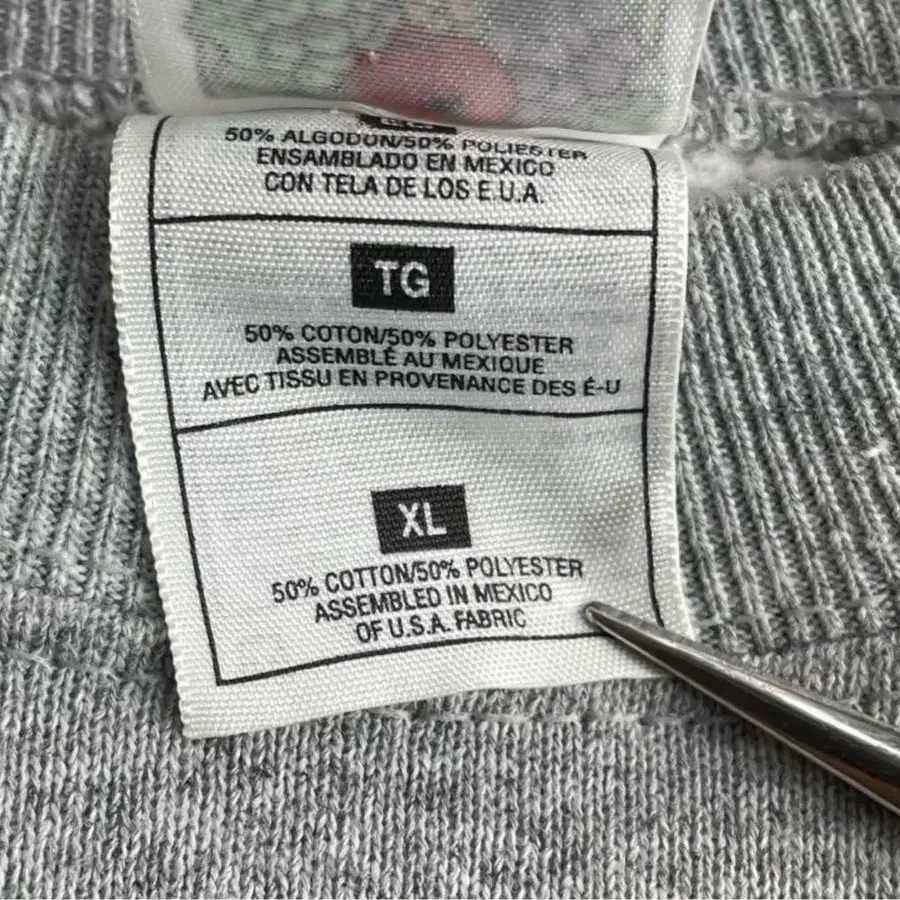 50% ALGODON/50% POLIESTER
ENSAMBLADO EN MEXICO
CON TELA DE LOS E.U.A.
TG
50% COTON/50% POLYESTER
ASSEMBLÉ AU MEXIQUE
AVEC TISSU EN PROVENANCE DES É-U
XL
50% COTTON/50% POLYESTER
ASSEMBLED IN MEXICO
OF U.S.A. FABRIC